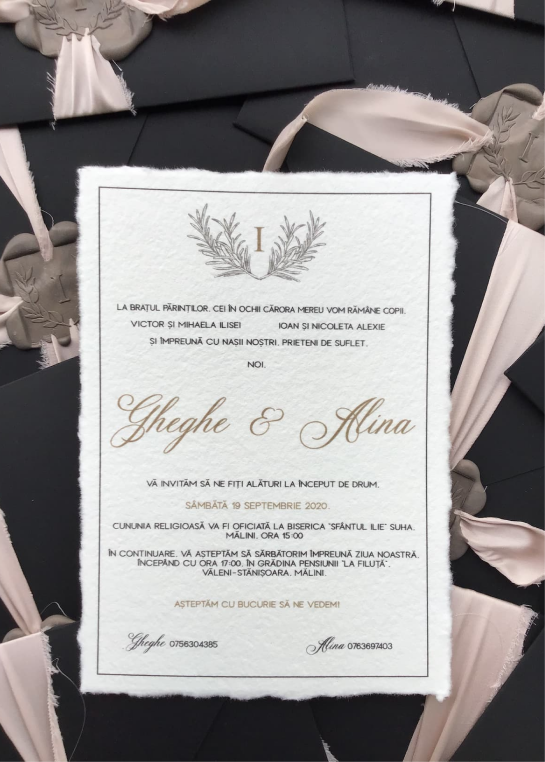 I
LA BRAȚUL PĂRINȚILOR, CEI ÎN OCHII CĂRORA MEREU VOM RĂMÂNE COPII,
VICTOR ȘI MIHAELA ILISEI IOAN ȘI NICOLETA ALEXIE
ȘI ÎMPREUNĂ CU NAȘII NOȘTRI, PRIETENI DE SUFLET,
NOI,
Gheghe & Alina
VĂ INVITĂM SĂ NE FIȚI ALĂTURI LA ÎNCEPUT DE DRUM,
SÂMBĂTĂ 19 SEPTEMBRIE 2020.
CUNUNIA RELIGIOASĂ VA FI OFICIATĂ LA BISERICA "SFÂNTUL ILIE" SUHA,
MĂLINI, ORA 15:00
ÎN CONTINUARE, VĂ AȘTEPTĂM SĂ SĂRBĂTORIM ÎMPREUNĂ ZIUA NOASTRĂ,
ÎNCEPÂND CU ORA 17:00, ÎN GRĂDINA PENSIUNII "LA FILUȚĂ",
VĂLENI-STÂNIȘOARA, MĂLINI.
AȘTEPTĂM CU BUCURIE SĂ NE VEDEM!
Gheghe 0756304385 Alina 0763697403